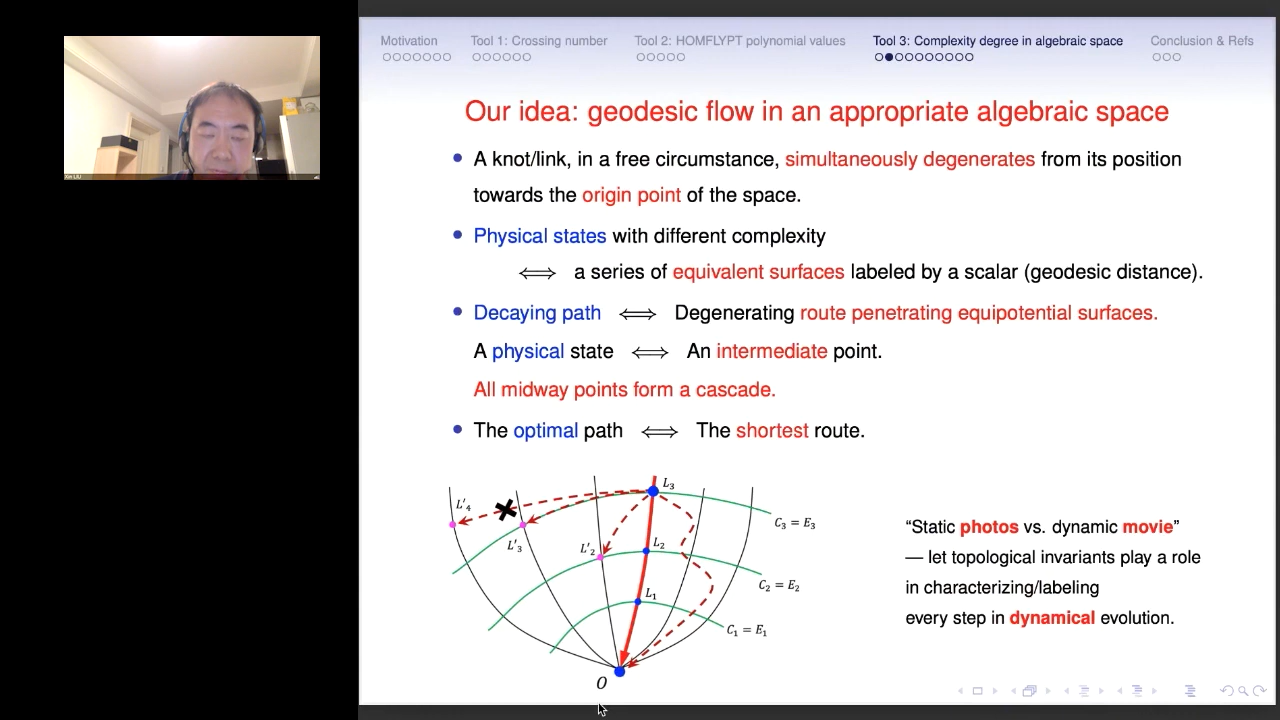 Motivation
Tool 1: Crossing number
Tool 2: HOMFLYPT polynomial values
Tool 3: Complexity degree in algebraic space
Conclusion & Refs
Xin LIU
Our idea: geodesic flow in an appropriate algebraic space
• A knot/link, in a free circumstance, simultaneously degenerates from its position
towards the origin point of the space.
• Physical states with different complexity
⟺ a series of equivalent surfaces labeled by a scalar (geodesic distance).
• Decaying path ⟺ Degenerating route penetrating equipotential surfaces.
A physical state ⟺ An intermediate point.
All midway points form a cascade.
• The optimal path ⟺ The shortest route.
L₃
L'₄
C₃ = E₃
L'₃
L'₂
L₂
C₂ = E₂
L₁
C₁ = E₁
O
“Static photos vs. dynamic movie”
— let topological invariants play a role
in characterizing/labeling
every step in dynamical evolution.